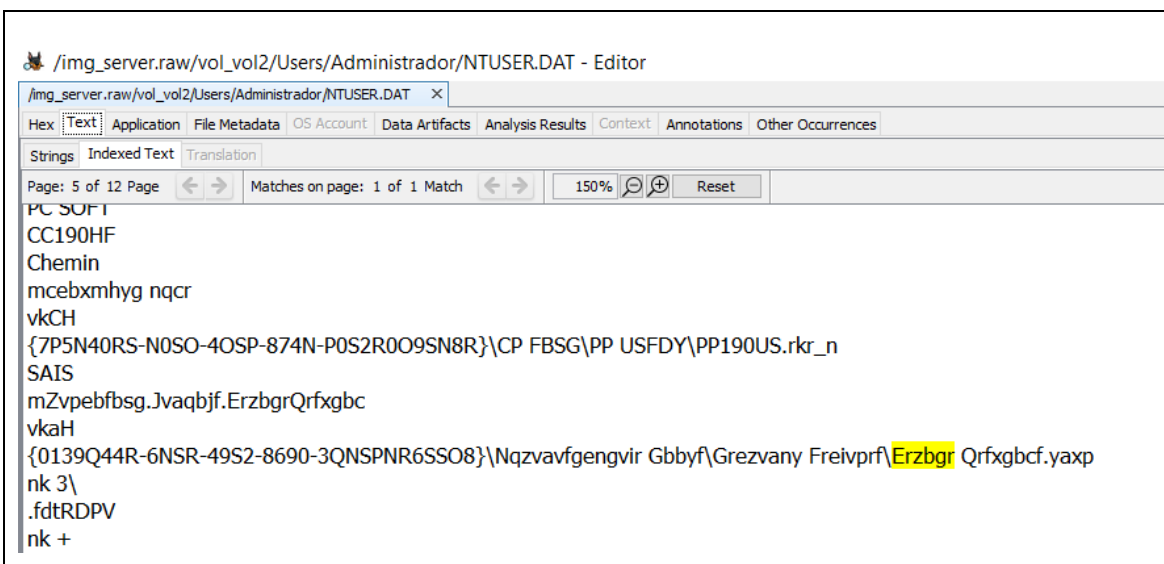 /img_server.raw/vol_vol2/Users/Administrador/NTUSER.DAT - Editor
/img_server.raw/vol_vol2/Users/Administrador/NTUSER.DAT X
Hex Text Application File Metadata OS Account Data Artifacts Analysis Results Context Annotations Other Occurrences
Strings Indexed Text Translation
Page: 5 of 12 Page Matches on page: 1 of 1 Match 150% Reset
PC SOFT
CC190HF
Chemin
mcebxmhyg nqcr
vkCH
{7P5N40RS-N0SO-4OSP-874N-P0S2R0O9SN8R}\CP FBSG\PP USFDY\PP190US.rkr_n
SAIS
mZvpebfbsg.Jvaqbjf.ErzbgrQrfxgbc
vkaH
{0139Q44R-6NSR-49S2-8690-3QNSPNR6SSO8}\Nqzvavfgengvir Gbbyf\Grezvany Freivprf\Erzbgr Qrfxgbcf.yaxp
nk 3\
.fdtRDPV
nk +